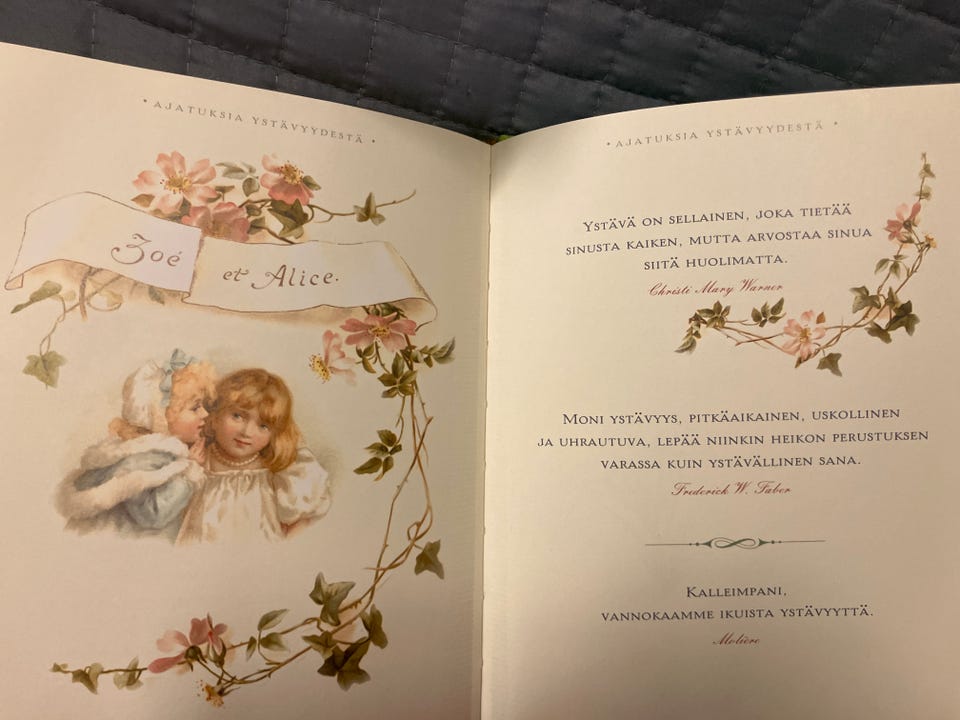 • AJATUKSIA YSTÄVYYDESTÄ •
Zoé
et Alice.
• AJATUKSIA YSTÄVYYDESTÄ •
YSTÄVÄ ON SELLAINEN, JOKA TIETÄÄ
SINUSTA KAIKEN, MUTTA ARVOSTAA SINUA
SIITÄ HUOLIMATTA.
Christi Mary Warner
MONI YSTÄVYYS, PITKÄAIKAINEN, USKOLLINEN
JA UHRAUTUVA, LEPÄÄ NIINKIN HEIKON PERUSTUKSEN
VARASSA KUIN YSTÄVÄLLINEN SANA.
Frederick W. Faber
KALLEIMPANI,
VANNOKAAMME IKUISTA YSTÄVYYTTÄ.
Molière